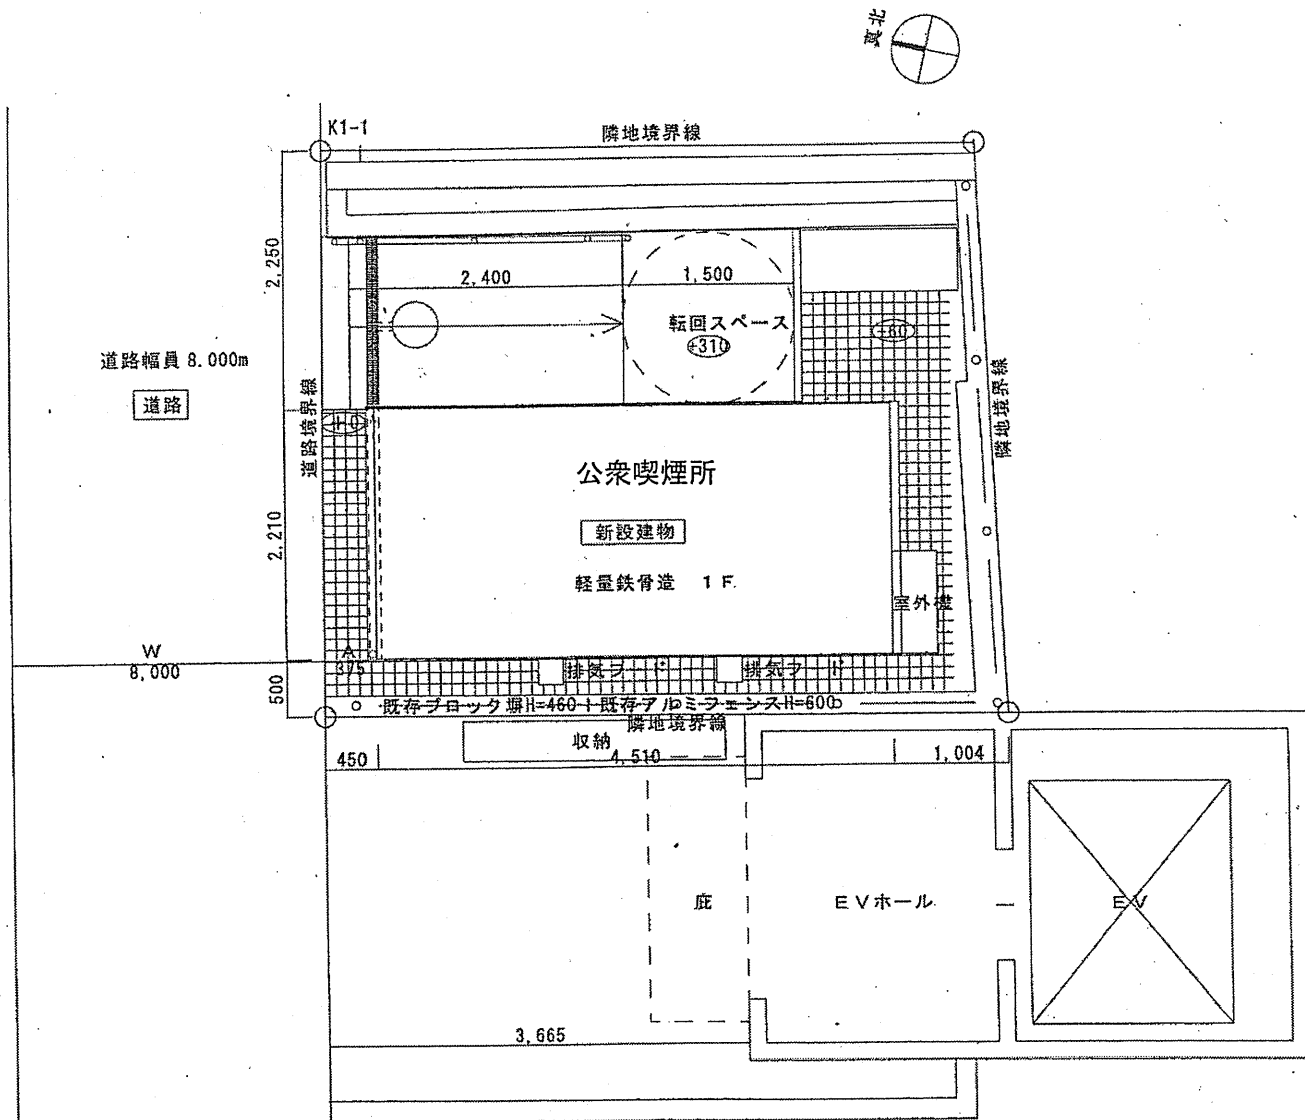 真北
K1-1
隣地境界線
2,250
2,400
1,500
転回スペース
+310
-60
道路幅員 8.000m
道路
道路境界線
±0
隣地境界線
公衆喫煙所
新設建物
軽量鉄骨造 1F
2,210
室外機
W
8,000
A
375
500
排気フード
排気フード
既存ブロック塀H=460+既存アルミフェンスH=600
隣地境界線
収納
450
4,510
1,004
庇
EVホール
EV
3,665